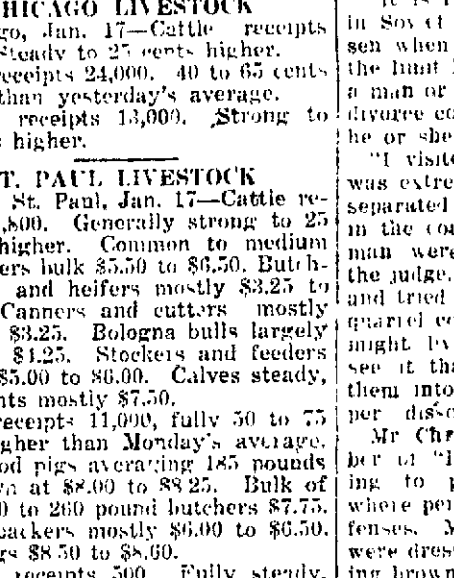 CHICAGO LIVESTOCK
Jan. 17—Cattle receipts
Steady to 25 cents higher.
receipts 24,000. 40 to 65 cents
than yesterday's average.
receipts 13,000. Strong to
higher.
T. PAUL LIVESTOCK
St. Paul, Jan. 17—Cattle re-
,800. Generally strong to 25
higher. Common to medium
ers bulk $5.50 to $6.50. Butch-
and heifers mostly $3.25 to
Canners and cutters mostly
$3.25. Bologna bulls largely
$4.25. Stockers and feeders
$5.00 to $6.00. Calves steady,
nts mostly $7.50.
receipts 11,000, fully 50 to 75
gher than Monday's average.
od pigs averaging 185 pounds
at $8.00 to $8.25. Bulk of
0 to 260 pound butchers $7.75.
packers mostly $6.00 to $6.50.
gs $8.50 to $8.60.
receipts 500. Fully steady.
in Soviet
sen when
the hunt
a man or
divorce co
he or she
"I visite
was extre
separated
in the cou
man were
the judge.
and tried
quarrel co
might
see it tha
them into
per
Mr Chr
ber of "I
ing to p
where per
fenses. M
were dres
ing brown